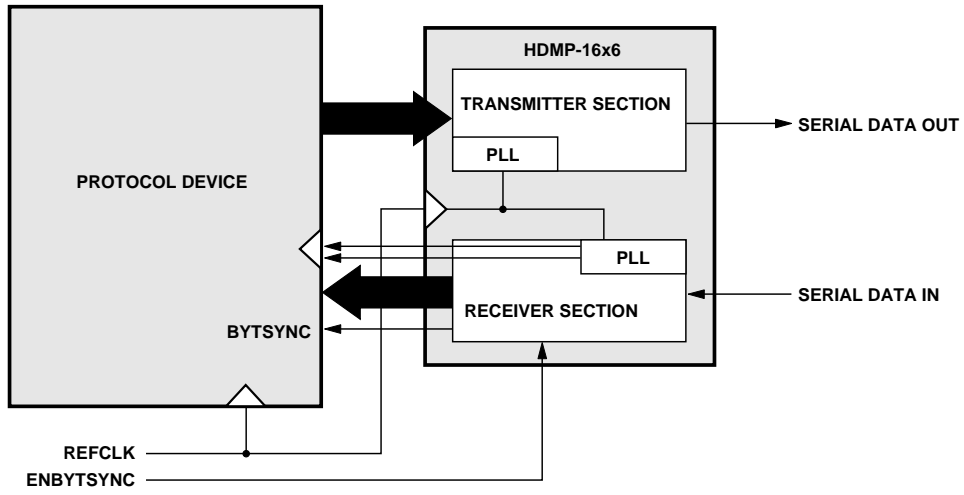 HDMP-16x6
TRANSMITTER SECTION
SERIAL DATA OUT
PLL
PROTOCOL DEVICE
PLL
SERIAL DATA IN
RECEIVER SECTION
BYTSYNC
REFCLK
ENBYTSYNC